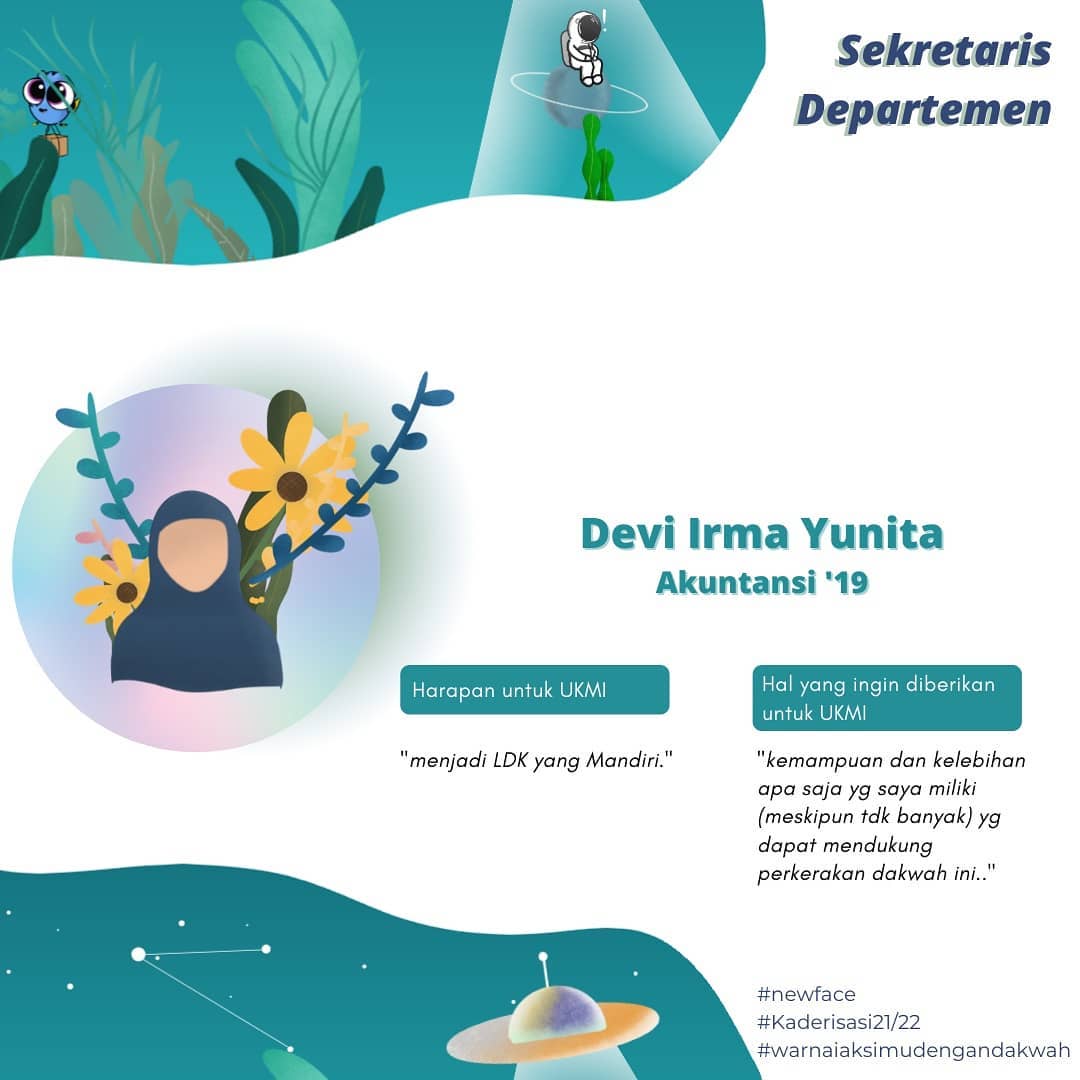 Sekretaris
Departemen
Devi Irma Yunita
Akuntansi '19
Harapan untuk UKMI
"menjadi LDK yang Mandiri."
Hal yang ingin diberikan
untuk UKMI
"kemampuan dan kelebihan
apa saja yg saya miliki
(meskipun tdk banyak) yg
dapat mendukung
perkerakan dakwah ini.."
#newface
#Kaderisasi21/22
#warnaiaksimudengandakwah